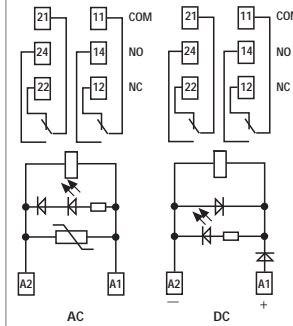 21 11 COM 21 11 COM
24 14 NO 24 14 NO
22 12 NC 22 12 NC
A2 A1 A2 A1
— +
AC DC